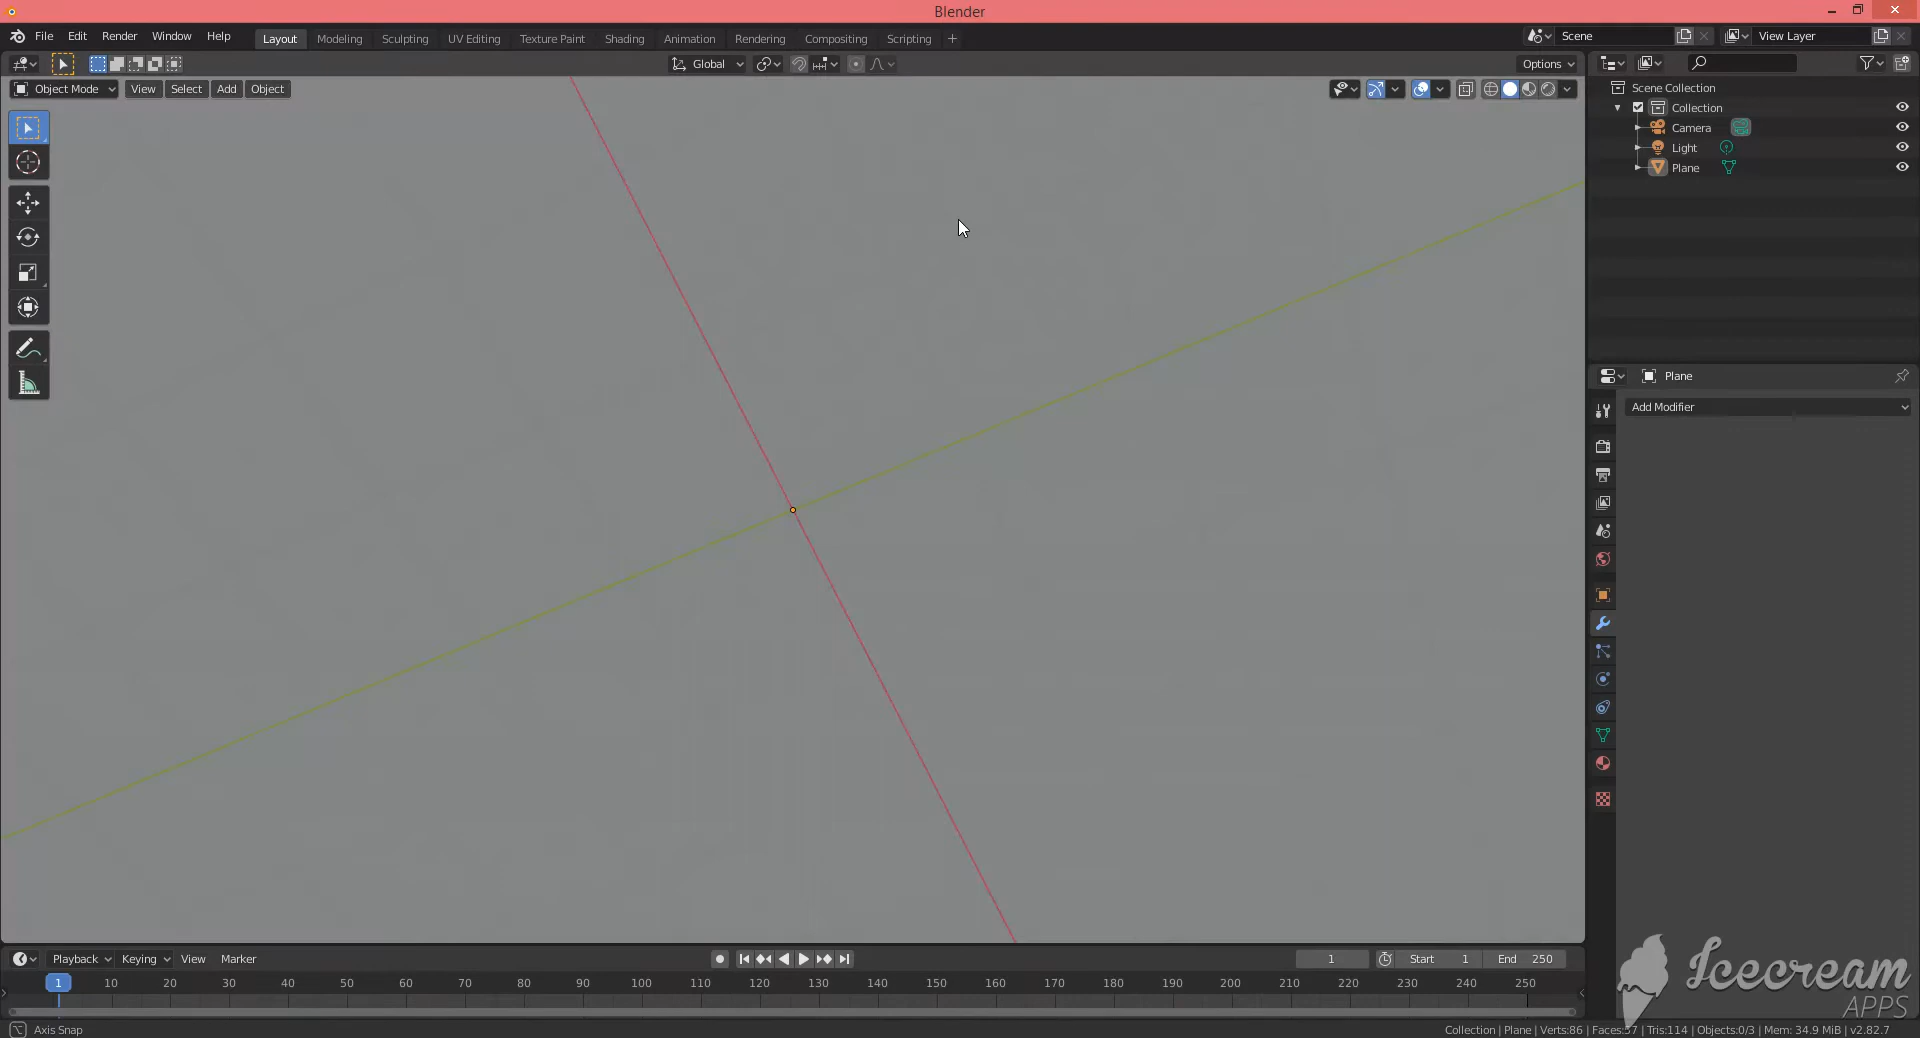 Blender
File Edit Render Window Help
Layout Modeling Sculpting UV Editing Texture Paint Shading Animation Rendering Compositing Scripting +
Scene
View Layer
Global
Options
Object Mode View Select Add Object
Scene Collection
Collection
Camera
Light
Plane
Plane
Add Modifier
Playback Keying View Marker
1
Start 1
End 250
1 10 20 30 40 50 60 70 80 90 100 110 120 130 140 150 160 170 180 190 200 210 220 230 240 250
Icecream
APPS
Axis Snap
Collection | Plane | Verts:86 | Faces:57 | Tris:114 | Objects:0/3 | Mem: 34.9 MiB | v2.82.7